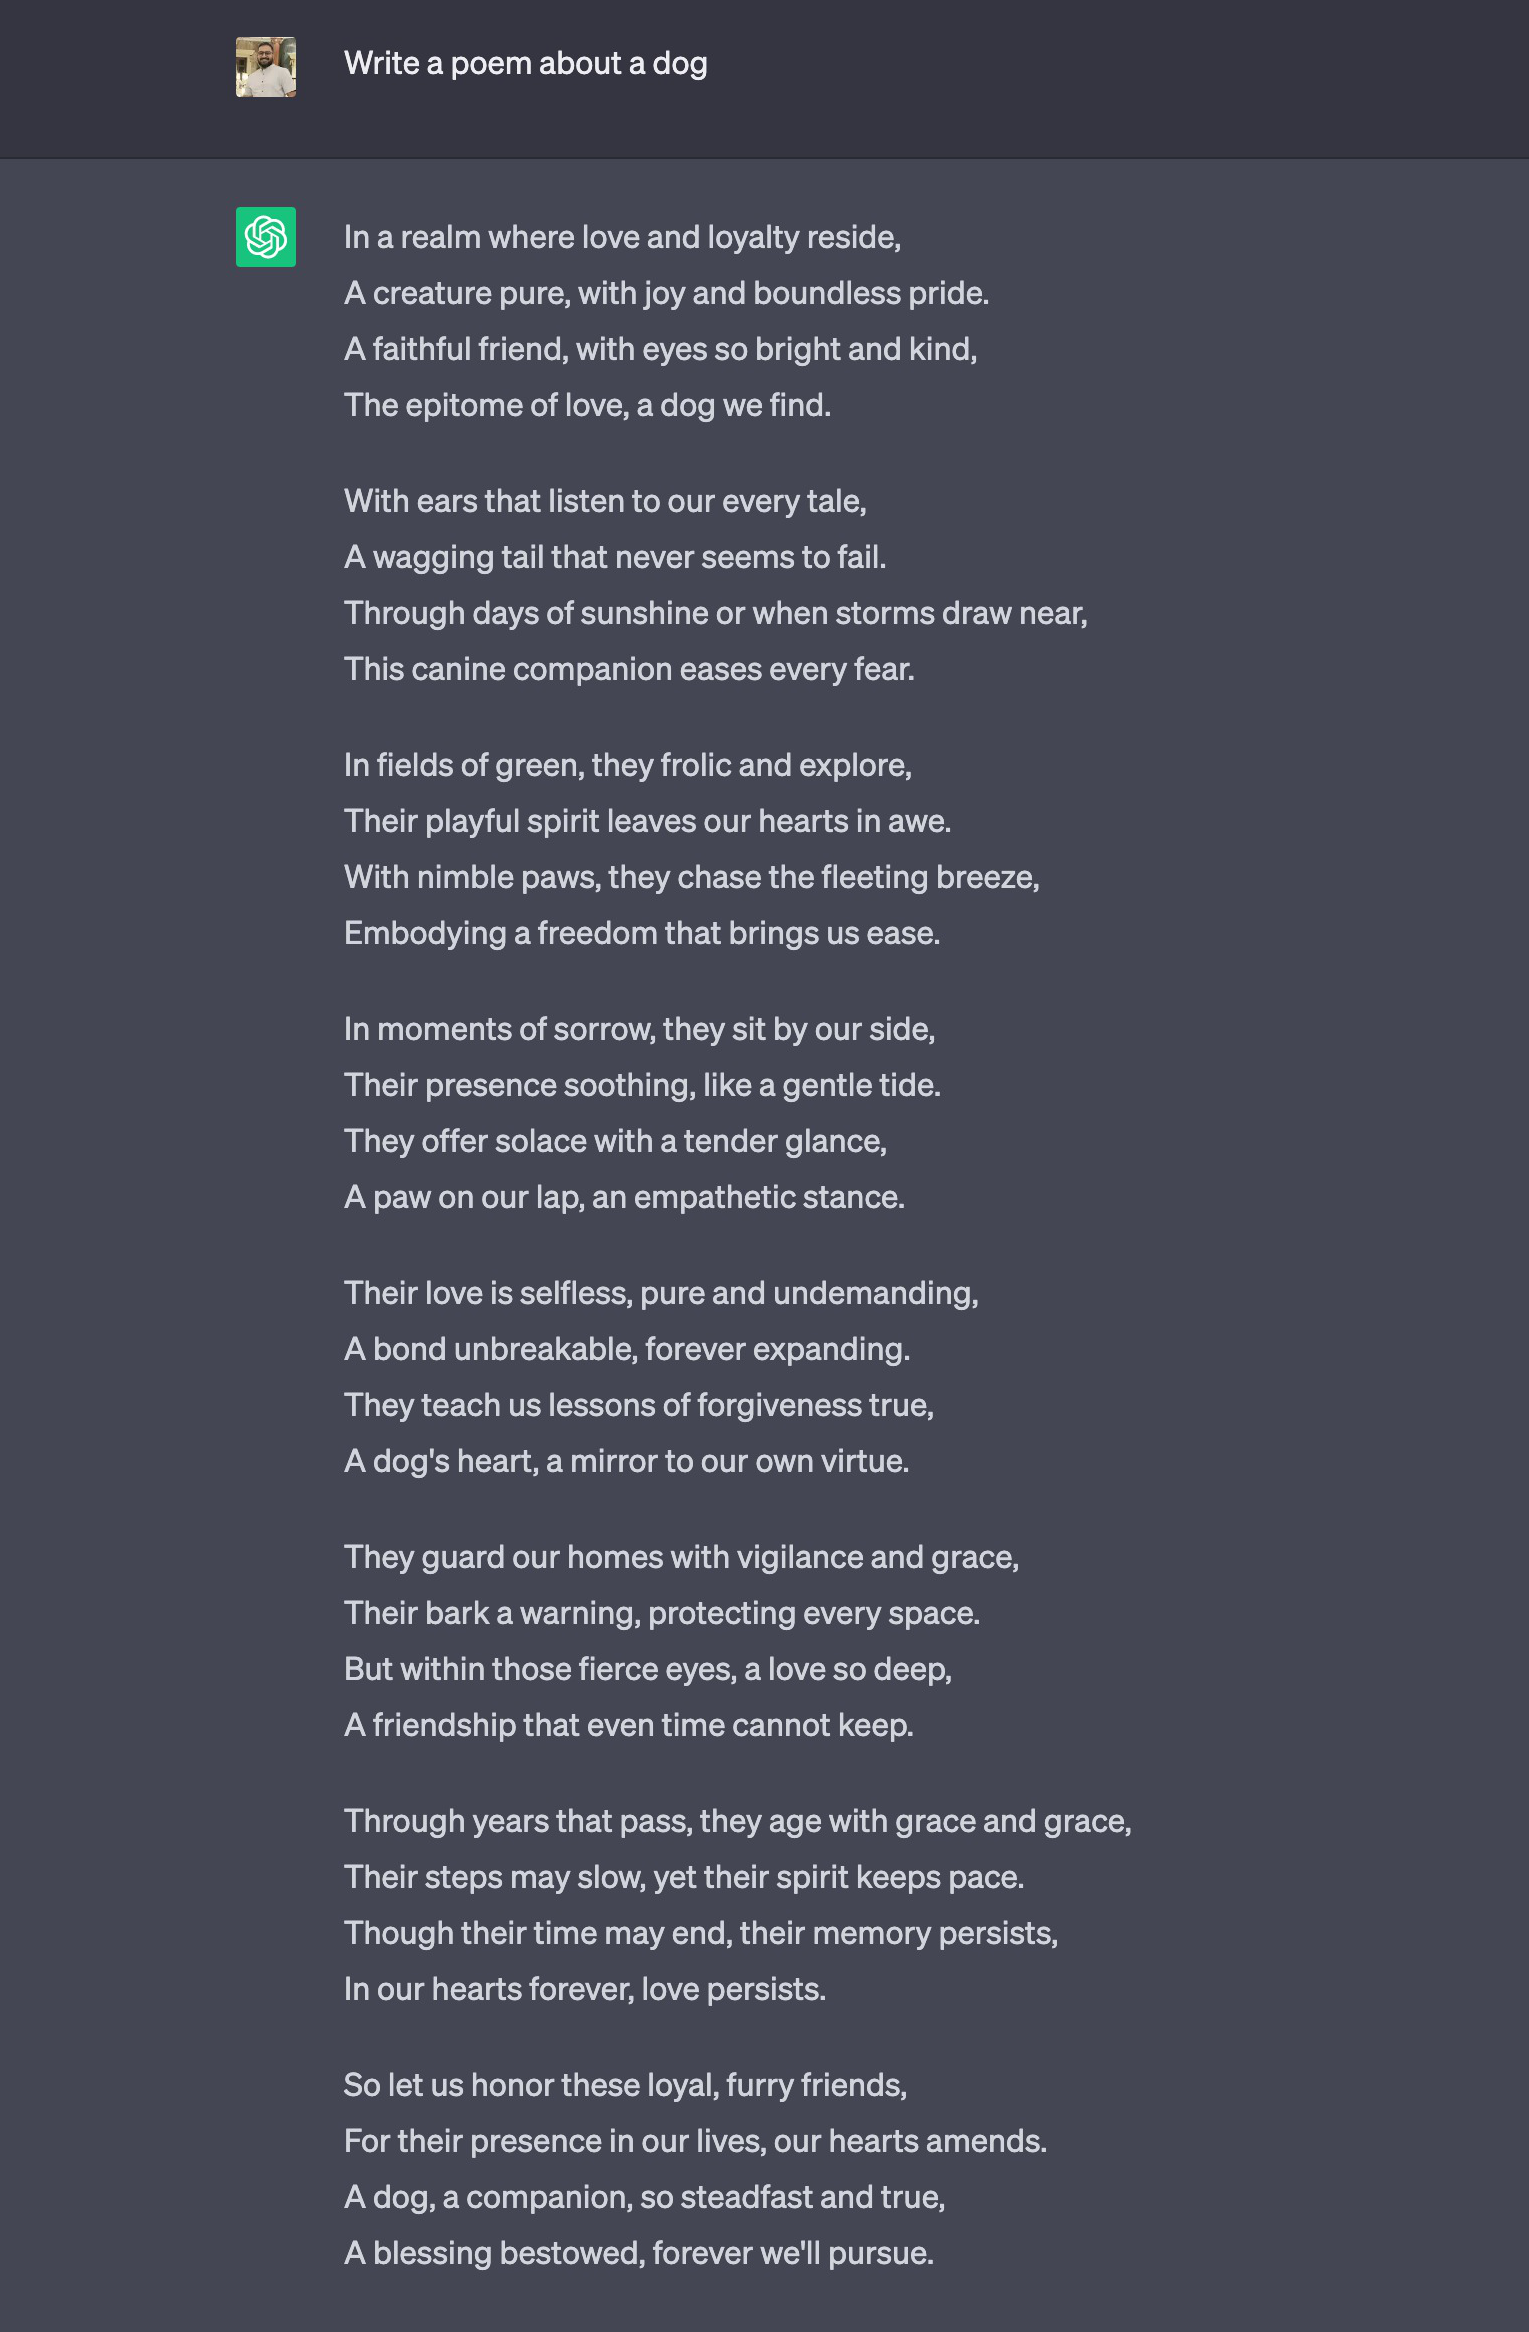 Write a poem about a dog
In a realm where love and loyalty reside,
A creature pure, with joy and boundless pride.
A faithful friend, with eyes so bright and kind,
The epitome of love, a dog we find.
With ears that listen to our every tale,
A wagging tail that never seems to fail.
Through days of sunshine or when storms draw near,
This canine companion eases every fear.
In fields of green, they frolic and explore,
Their playful spirit leaves our hearts in awe.
With nimble paws, they chase the fleeting breeze,
Embodying a freedom that brings us ease.
In moments of sorrow, they sit by our side,
Their presence soothing, like a gentle tide.
They offer solace with a tender glance,
A paw on our lap, an empathetic stance.
Their love is selfless, pure and undemanding,
A bond unbreakable, forever expanding.
They teach us lessons of forgiveness true,
A dog's heart, a mirror to our own virtue.
They guard our homes with vigilance and grace,
Their bark a warning, protecting every space.
But within those fierce eyes, a love so deep,
A friendship that even time cannot keep.
Through years that pass, they age with grace and grace,
Their steps may slow, yet their spirit keeps pace.
Though their time may end, their memory persists,
In our hearts forever, love persists.
So let us honor these loyal, furry friends,
For their presence in our lives, our hearts amends.
A dog, a companion, so steadfast and true,
A blessing bestowed, forever we'll pursue.